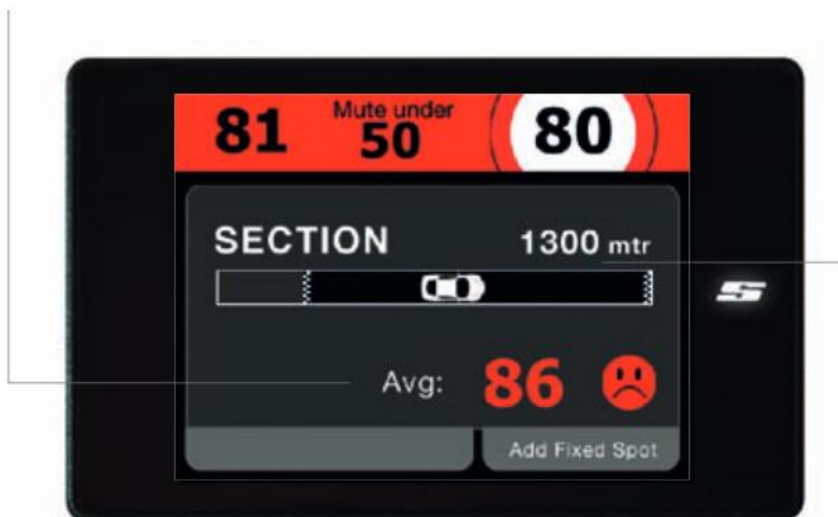 81
Mute under
50
80
SECTION
1300 mtr
Avg: 86
Add Fixed Spot